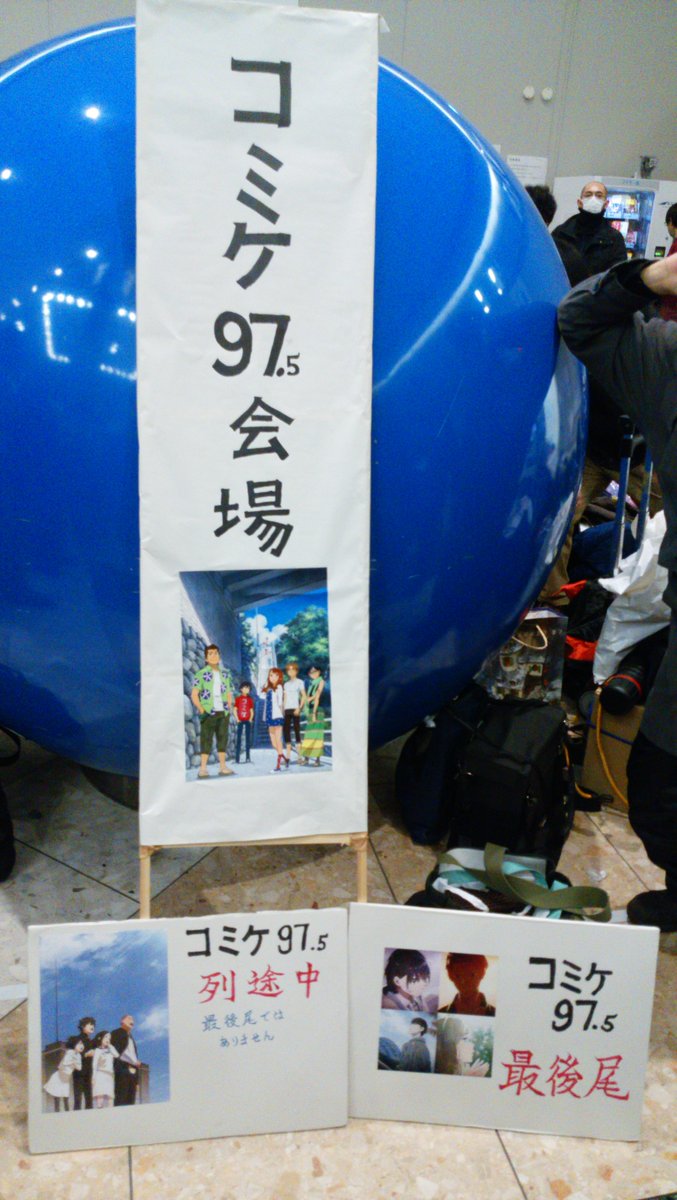 コミケ97.5会場
コミケ 97.5
列途中
最後尾では
ありません
コミケ
97.5
最後尾